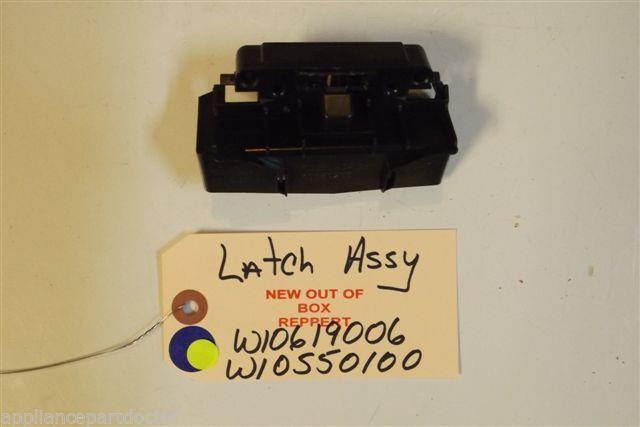 Latch Assy
NEW OUT OF
BOX
REPPERT
W10619006
W10550100
appliancepartdoctor